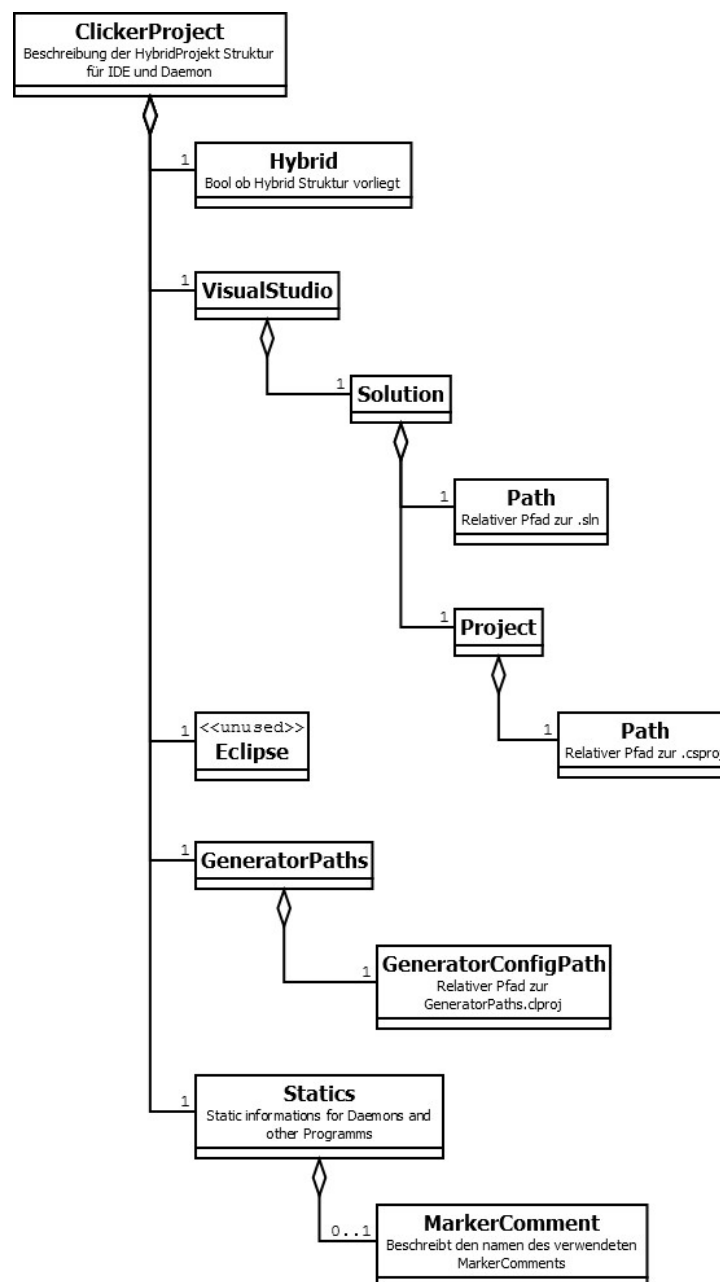 ClickerProject
Beschreibung der HybridProjekt Struktur
für IDE und Daemon
1
Hybrid
Bool ob Hybrid Struktur vorliegt
1
VisualStudio
1
Solution
1
Path
Relativer Pfad zur .sln
1
Project
1
Path
Relativer Pfad zur .csproj
1
<<unused>>
Eclipse
1
GeneratorPaths
1
GeneratorConfigPath
Relativer Pfad zur
GeneratorPaths.clproj
1
Statics
Static informations for Daemons and
other Programms
0..1
MarkerComment
Beschreibt den namen des verwendeten
MarkerComments